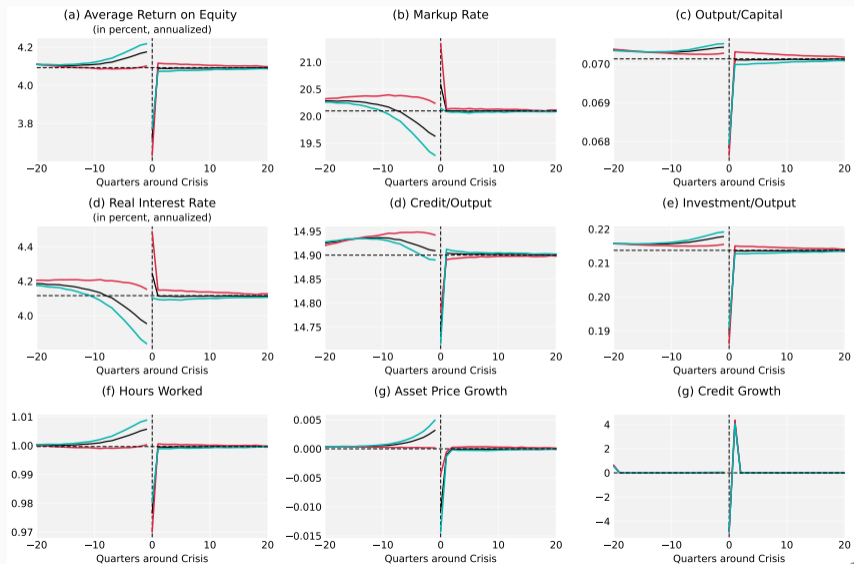 (a) Average Return on Equity
(in percent, annualized)
4.2
4.0
3.8
−20 −10 0 10 20
Quarters around Crisis
(b) Markup Rate
21.0
20.5
20.0
19.5
−20 −10 0 10 20
Quarters around Crisis
(c) Output/Capital
0.070
0.069
0.068
−20 −10 0 10 20
Quarters around Crisis
(d) Real Interest Rate
(in percent, annualized)
4.4
4.2
4.0
−20 −10 0 10 20
Quarters around Crisis
(d) Credit/Output
14.95
14.90
14.85
14.80
14.75
−20 −10 0 10 20
Quarters around Crisis
(e) Investment/Output
0.22
0.21
0.20
0.19
−20 −10 0 10 20
Quarters around Crisis
(f) Hours Worked
1.01
1.00
0.99
0.98
0.97
−20 −10 0 10 20
Quarters around Crisis
(g) Asset Price Growth
0.005
0.000
−0.005
−0.010
−0.015
−20 −10 0 10 20
Quarters around Crisis
(g) Credit Growth
4
2
0
−2
−4
−20 −10 0 10 20
Quarters around Crisis